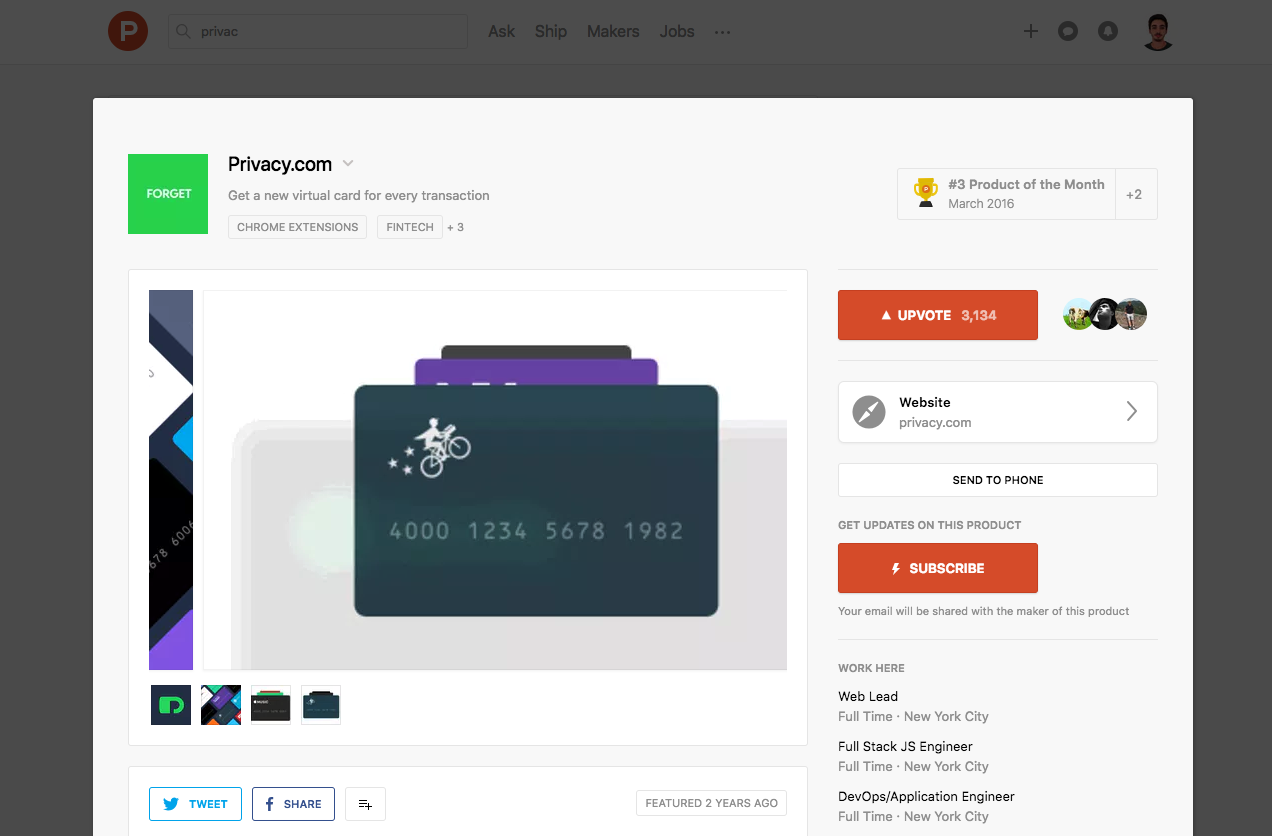 P
privac
Ask Ship Makers Jobs ...
FORGET
Privacy.com
Get a new virtual card for every transaction
CHROME EXTENSIONS FINTECH + 3
P
#3 Product of the Month
March 2016
+2
678 6006
4000 1234 5678 1982
UPVOTE 3,134
Website
privacy.com
SEND TO PHONE
GET UPDATES ON THIS PRODUCT
SUBSCRIBE
Your email will be shared with the maker of this product
WORK HERE
Web Lead
Full Time · New York City
Full Stack JS Engineer
Full Time · New York City
DevOps/Application Engineer
Full Time · New York City
TWEET
SHARE
FEATURED 2 YEARS AGO